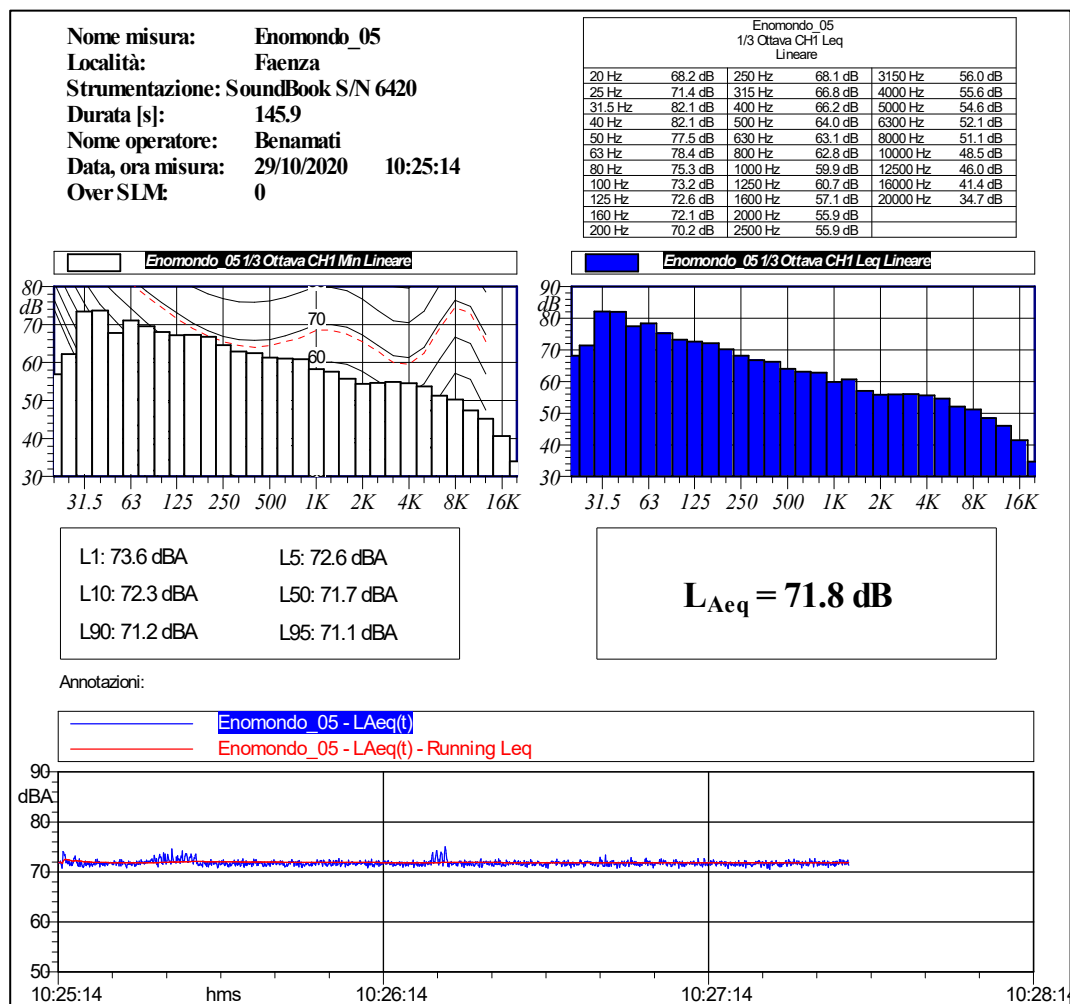 Nome misura: Enomondo_05
Località: Faenza
Strumentazione: SoundBook S/N 6420
Durata [s]: 145.9
Nome operatore: Benamati
Data, ora misura: 29/10/2020 10:25:14
Over SLM: 0
Enomondo_05
1/3 Ottava CH1 Leq
Lineare
20 Hz 68.2 dB 250 Hz 68.1 dB 3150 Hz 56.0 dB
25 Hz 71.4 dB 315 Hz 66.8 dB 4000 Hz 55.6 dB
31.5 Hz 82.1 dB 400 Hz 66.2 dB 5000 Hz 54.6 dB
40 Hz 82.1 dB 500 Hz 64.0 dB 6300 Hz 52.1 dB
50 Hz 77.5 dB 630 Hz 63.1 dB 8000 Hz 51.1 dB
63 Hz 78.4 dB 800 Hz 62.8 dB 10000 Hz 48.5 dB
80 Hz 75.3 dB 1000 Hz 59.9 dB 12500 Hz 46.0 dB
100 Hz 73.2 dB 1250 Hz 60.7 dB 16000 Hz 41.4 dB
125 Hz 72.6 dB 1600 Hz 57.1 dB 20000 Hz 34.7 dB
160 Hz 72.1 dB 2000 Hz 55.9 dB
200 Hz 70.2 dB 2500 Hz 55.9 dB
Enomondo_05 1/3 Ottava CH1 Min Lineare
80
dB
70
60
50
40
30
70
60
31.5 63 125 250 500 1K 2K 4K 8K 16K
Enomondo_05 1/3 Ottava CH1 Leq Lineare
90
dB
80
70
60
50
40
30
31.5 63 125 250 500 1K 2K 4K 8K 16K
L1: 73.6 dBA L5: 72.6 dBA
L10: 72.3 dBA L50: 71.7 dBA
L90: 71.2 dBA L95: 71.1 dBA
LAeq = 71.8 dB
Annotazioni:
Enomondo_05 - LAeq(t)
Enomondo_05 - LAeq(t) - Running Leq
90
dBA
80
70
60
50
10:25:14 hms 10:26:14 10:27:14 10:28:14